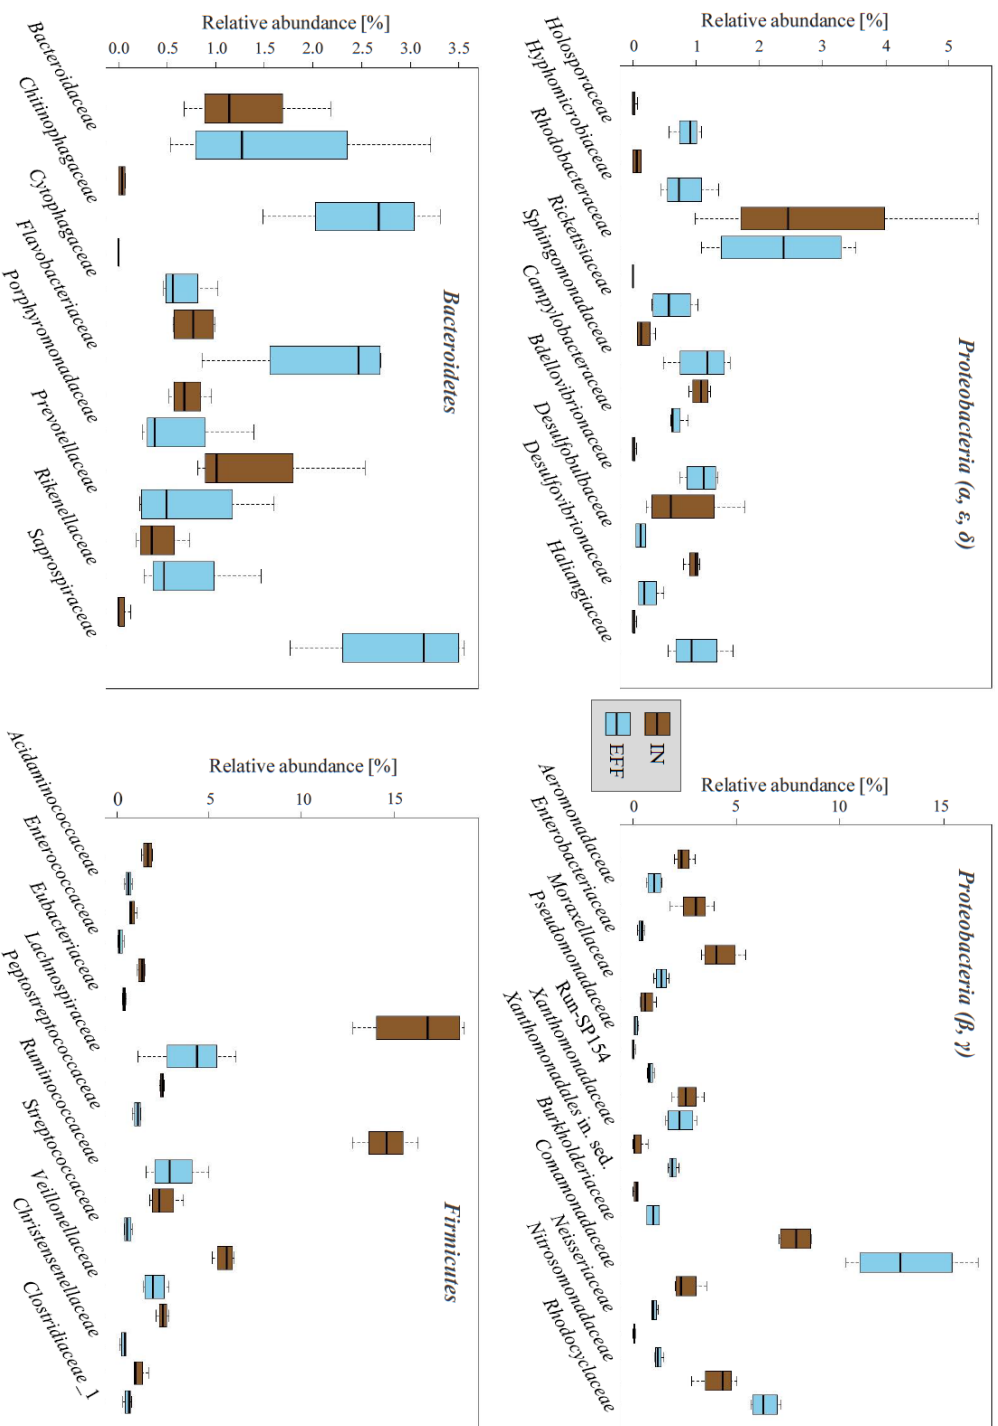 Proteobacteria (α, ε, δ)
Relative abundance [%]
0 1 2 3 4 5
Holosporaceae
Hyphomicrobiaceae
Rhodobacteraceae
Rickettsiaceae
Sphingomonadaceae
Campylobacteraceae
Bdellovibrionaceae
Desulfobulbaceae
Desulfovibrionaceae
Haliangiaceae
IN
EFF
Proteobacteria (β, γ)
Relative abundance [%]
0 5 10 15
Aeromonadaceae
Enterobacteriaceae
Moraxellaceae
Pseudomonadaceae
Run-SP154
Xanthomonadaceae
Xanthomonadales in. sed.
Burkholderiaceae
Comamonadaceae
Neisseriaceae
Nitrosomonadaceae
Rhodocyclaceae
Bacteroidetes
Relative abundance [%]
0.0 0.5 1.0 1.5 2.0 2.5 3.0 3.5
Bacteroidaceae
Chitinophagaceae
Cytophagaceae
Flavobacteriaceae
Porphyromonadaceae
Prevotellaceae
Rikenellaceae
Saprospiraceae
Firmicutes
Relative abundance [%]
0 5 10 15
Acidaminococcaceae
Enterococcaceae
Eubacteriaceae
Lachnospiraceae
Peptostreptococcaceae
Ruminococcaceae
Streptococcaceae
Veillonellaceae
Christensenellaceae
Clostridiaceae_1